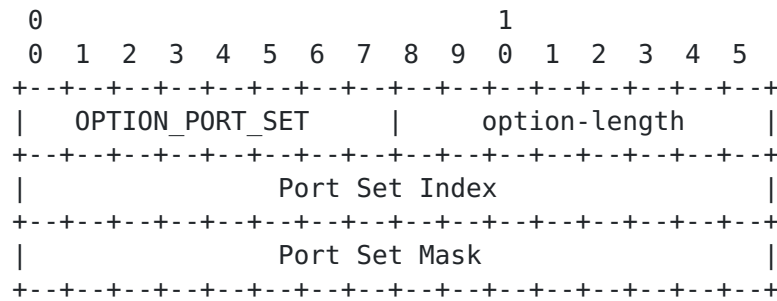 0                             1
0  1  2  3  4  5  6  7  8  9  0  1  2  3  4  5
+--+--+--+--+--+--+--+--+--+--+--+--+--+--+--+--+
|   OPTION_PORT_SET     |     option-length     |
+--+--+--+--+--+--+--+--+--+--+--+--+--+--+--+--+
|                Port Set Index                 |
+--+--+--+--+--+--+--+--+--+--+--+--+--+--+--+--+
|                Port Set Mask                  |
+--+--+--+--+--+--+--+--+--+--+--+--+--+--+--+--+